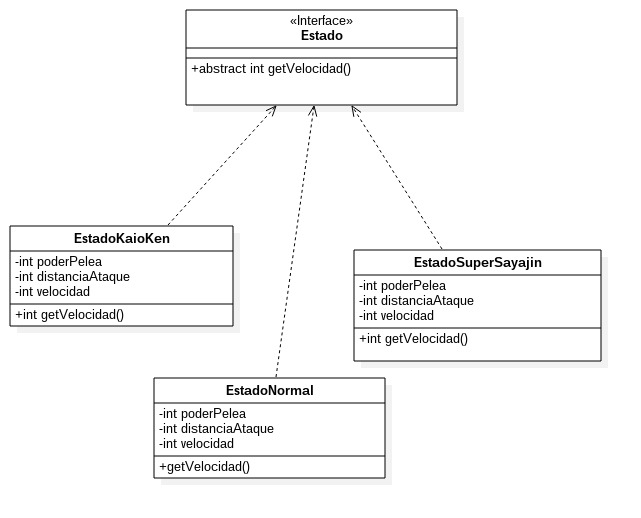 «Interface»
Estado
+abstract int getVelocidad()
EstadoKaioKen
-int poderPelea
-int distanciaAtaque
-int velocidad
+int getVelocidad()
EstadoSuperSayajin
-int poderPelea
-int distanciaAtaque
-int velocidad
+int getVelocidad()
EstadoNormal
-int poderPelea
-int distanciaAtaque
-int velocidad
+getVelocidad()